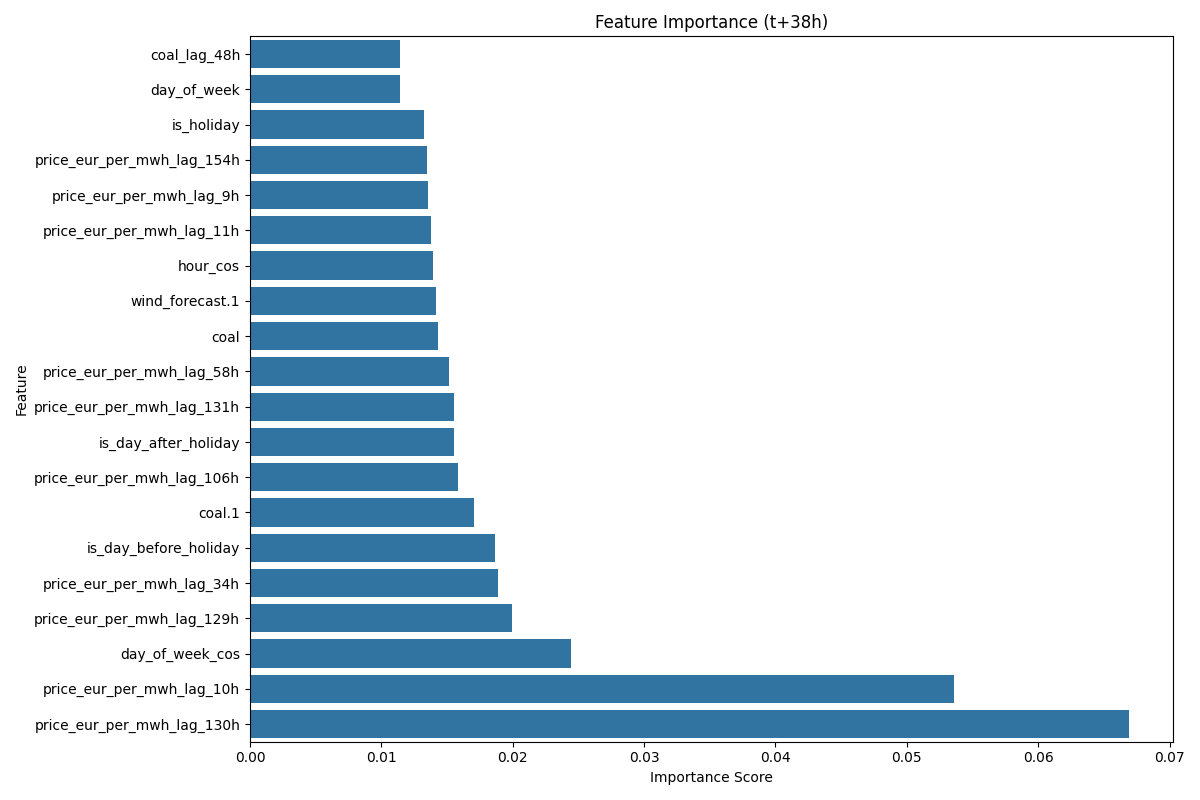 Feature Importance (t+38h)
Feature
coal_lag_48h
day_of_week
is_holiday
price_eur_per_mwh_lag_154h
price_eur_per_mwh_lag_9h
price_eur_per_mwh_lag_11h
hour_cos
wind_forecast.1
coal
price_eur_per_mwh_lag_58h
price_eur_per_mwh_lag_131h
is_day_after_holiday
price_eur_per_mwh_lag_106h
coal.1
is_day_before_holiday
price_eur_per_mwh_lag_34h
price_eur_per_mwh_lag_129h
day_of_week_cos
price_eur_per_mwh_lag_10h
price_eur_per_mwh_lag_130h
0.00 0.01 0.02 0.03 0.04 0.05 0.06 0.07
Importance Score